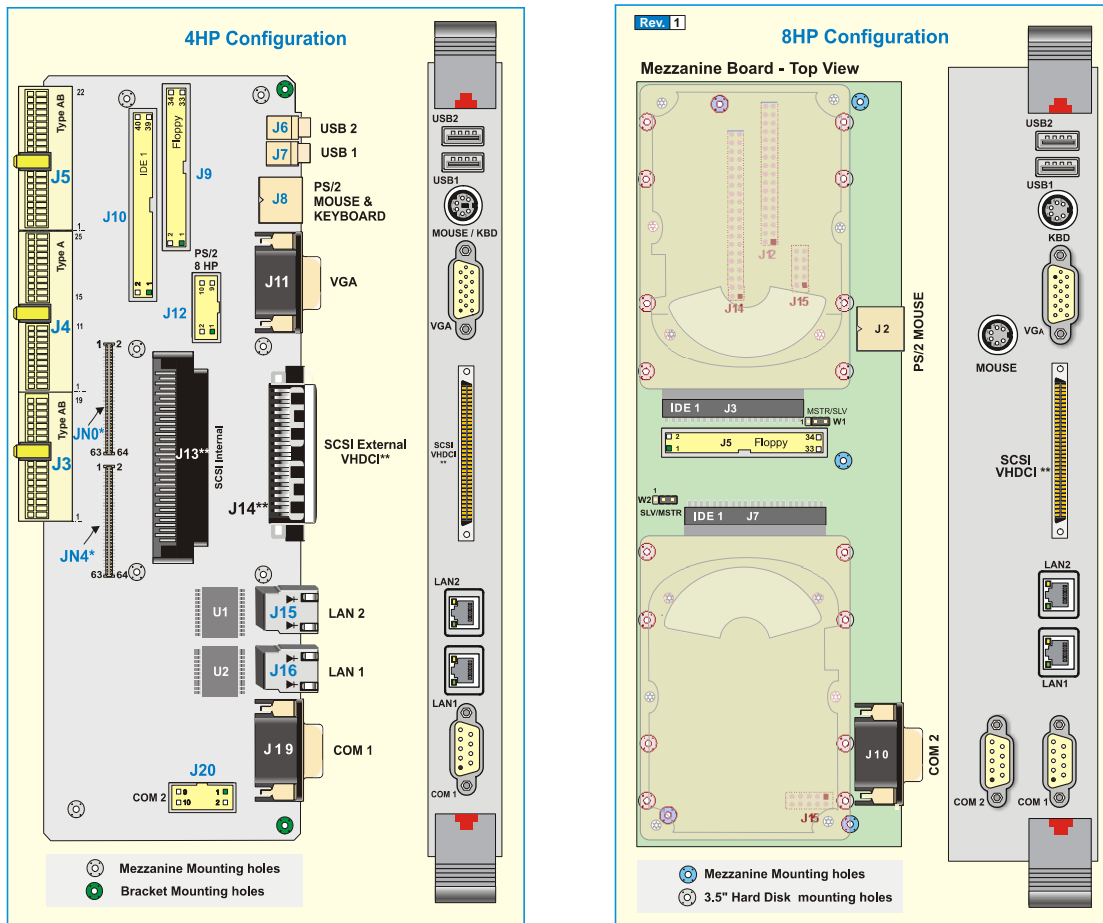 4HP Configuration
22
Type AB
J5
1
25
Type A
15
J4
11
1
19
Type AB
J3
1
40
39
IDE 1
2
1
J10
34
33
Floppy
2
1
J9
J6
USB 2
J7
USB 1
J8
PS/2
MOUSE &
KEYBOARD
PS/2
8 HP
10
9
2
1
J12
J11
VGA
1
2
JN0*
63
64
1
2
JN4*
63
64
J13**
SCSI Internal
J14**
SCSI External
VHDCI**
U1
J15
LAN 2
U2
J16
LAN 1
J19
COM 1
J20
COM 2
9
1
10
2
Mezzanine Mounting holes
Bracket Mounting holes
USB2
USB1
MOUSE / KBD
VGA
SCSI
VHDCI
**
LAN2
LAN1
COM 1
Rev. 1
8HP Configuration
Mezzanine Board - Top View
J12
J14
J15
J2
PS/2 MOUSE
IDE 1 J3
MSTR/SLV
1
W1
2
34
J5 Floppy
1
33
1
W2
SLV/MSTR
IDE 1 J7
J10
COM 2
J15
Mezzanine Mounting holes
3.5" Hard Disk mounting holes
USB2
USB1
KBD
VGA
MOUSE
SCSI
VHDCI **
LAN2
LAN1
COM 2
COM 1